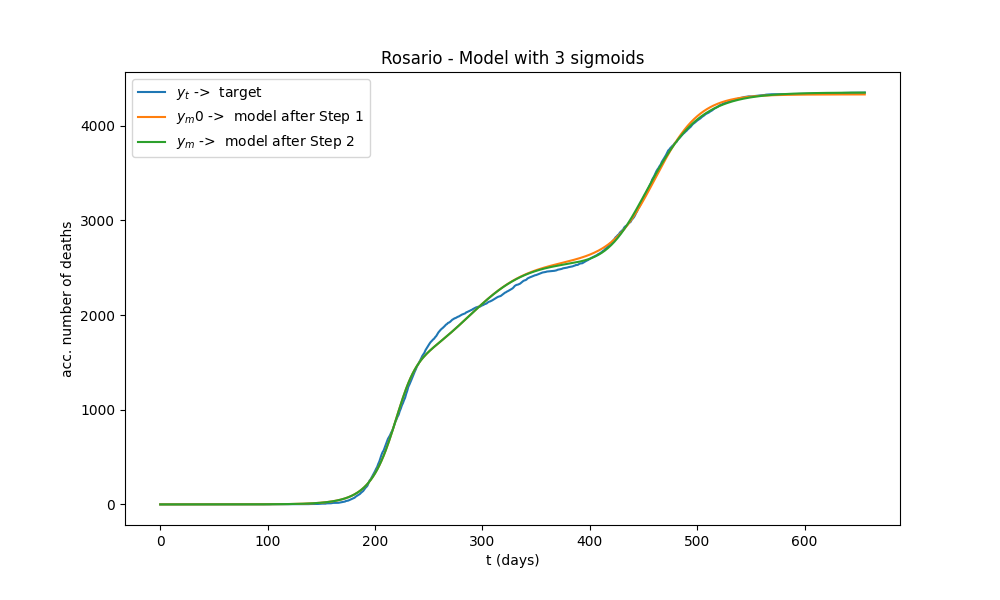 Rosario - Model with 3 sigmoids
y_t -> target
y_m0 -> model after Step 1
y_m -> model after Step 2
acc. number of deaths
4000
3000
2000
1000
0
0 100 200 300 400 500 600
t (days)